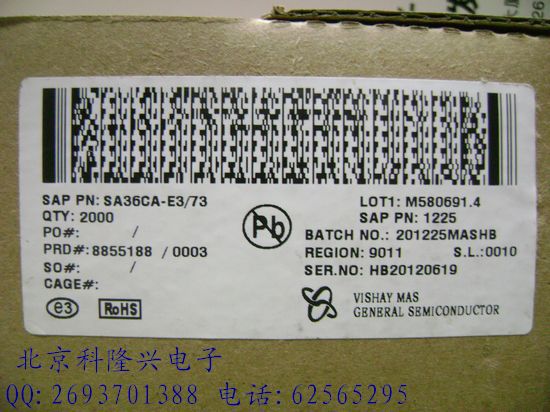 SAP PN: SA36CA-E3/73
QTY: 2000
PO#: /
PRD#: 8855188 / 0003
SO#: /
CAGE#:
e3 RoHS
Pb
LOT1: M580691.4
SAP PN: 1225
BATCH NO.: 201225MASHB
REGION: 9011 S.L.:0010
SER.NO: HB20120619
VISHAY MAS
GENERAL SEMICONDUCTOR
北京科隆兴电子
QQ: 2693701388 电话: 62565295